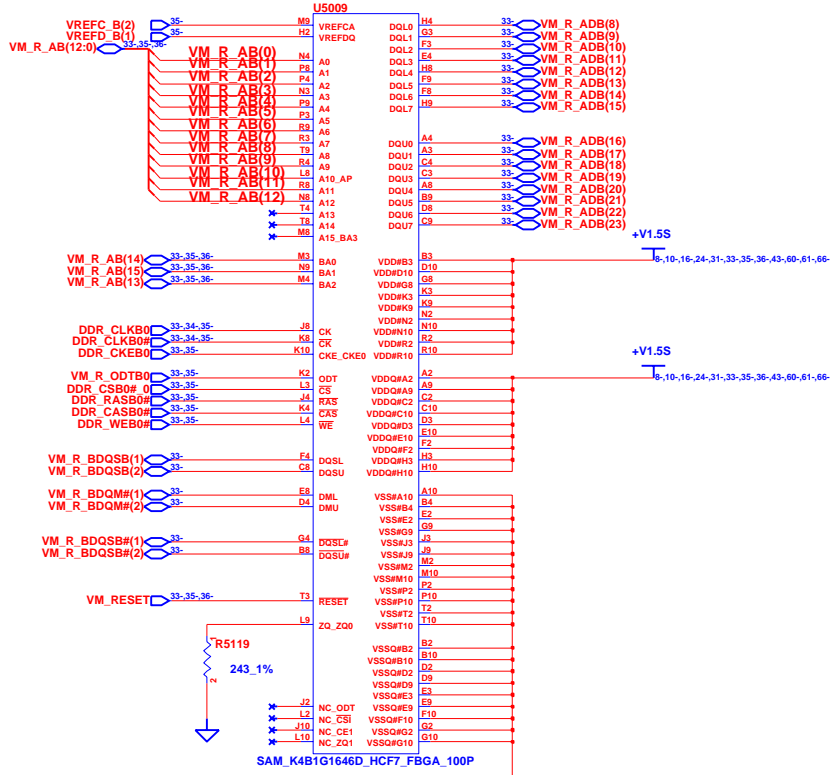 U5009
VREFC_B(2) 35- M9 VREFCA DQL0 H4 33- VM_R_ADB(8)
VREFD_B(1) 35- H2 VREFDQ DQL1 G3 33- VM_R_ADB(9)
DQL2 F3 33- VM_R_ADB(10)
VM_R_AB(12:0) 33-,35-,36-
VM_R_AB(0) N4 A0 DQL3 E4 33- VM_R_ADB(11)
VM_R_AB(1) P8 A1 DQL4 H8 33- VM_R_ADB(12)
VM_R_AB(2) P4 A2 DQL5 F9 33- VM_R_ADB(13)
VM_R_AB(3) N3 A3 DQL6 F8 33- VM_R_ADB(14)
VM_R_AB(4) P9 A4 DQL7 H9 33- VM_R_ADB(15)
VM_R_AB(5) P3 A5
VM_R_AB(6) R9 A6
VM_R_AB(7) R3 A7 DQU0 A4 33- VM_R_ADB(16)
VM_R_AB(8) T9 A8 DQU1 A3 33- VM_R_ADB(17)
VM_R_AB(9) R4 A9 DQU2 C4 33- VM_R_ADB(18)
VM_R_AB(10) L8 A10_AP DQU3 C3 33- VM_R_ADB(19)
VM_R_AB(11) R8 A11 DQU4 A8 33- VM_R_ADB(20)
VM_R_AB(12) N8 A12 DQU5 B9 33- VM_R_ADB(21)
T4 A13 DQU6 D8 33- VM_R_ADB(22)
T8 A14 DQU7 C9 33- VM_R_ADB(23)
M8 A15_BA3
+V1.5S
VM_R_AB(14) 33-,35-,36- M3 BA0 VDD#B3 B3 8-,10-,16-,24-,31-,33-,35-,36-,43-,60-,61-,66-
VM_R_AB(15) 33-,35-,36- N9 BA1 VDD#D10 D10
VM_R_AB(13) 33-,35-,36- M4 BA2 VDD#G8 G8
VDD#K3 K3
VDD#K9 K9
VDD#N2 N2
DDR_CLKB0 33-,34-,35- J8 CK VDD#N10 N10
DDR_CLKB0# 33-,34-,35- K8 CK VDD#R2 R2
DDR_CKEB0 33-,35- K10 CKE_CKE0 VDD#R10 R10
+V1.5S
VM_R_ODTB0 33-,35- K2 ODT VDDQ#A2 A2 8-,10-,16-,24-,31-,33-,35-,36-,43-,60-,61-,66-
DDR_CSB0#_0 33-,35- L3 CS VDDQ#A9 A9
DDR_RASB0# 33-,35- J4 RAS VDDQ#C2 C2
DDR_CASB0# 33-,35- K4 CAS VDDQ#C10 C10
DDR_WEB0# 33-,35- L4 WE VDDQ#D3 D3
VDDQ#E10 E10
VDDQ#F2 F2
VM_R_BDQSB(1) 33- F4 DQSL VDDQ#H3 H3
VM_R_BDQSB(2) 33- C8 DQSU VDDQ#H10 H10
VM_R_BDQM#(1) 33- E8 DML VSS#A10 A10
VM_R_BDQM#(2) 33- D4 DMU VSS#B4 B4
VSS#E2 E2
VSS#G9 G9
VM_R_BDQSB#(1) 33- G4 DQSL# VSS#J3 J3
VM_R_BDQSB#(2) 33- B8 DQSU# VSS#J9 J9
VSS#M2 M2
VSS#M10 M10
VSS#P2 P2
VM_RESET 33-,35-,36- T3 RESET VSS#P10 P10
VSS#T2 T2
L9 ZQ_ZQ0 VSS#T10 T10
1 R5119
VSSQ#B2 B2
VSSQ#B10 B10
243_1% VSSQ#D2 D2
2 VSSQ#D9 D9
VSSQ#E3 E3
J2 NC_ODT VSSQ#E9 E9
L2 NC_CSI VSSQ#F10 F10
J10 NC_CE1 VSSQ#G2 G2
L10 NC_ZQ1 VSSQ#G10 G10
SAM_K4B1G1646D_HCF7_FBGA_100P